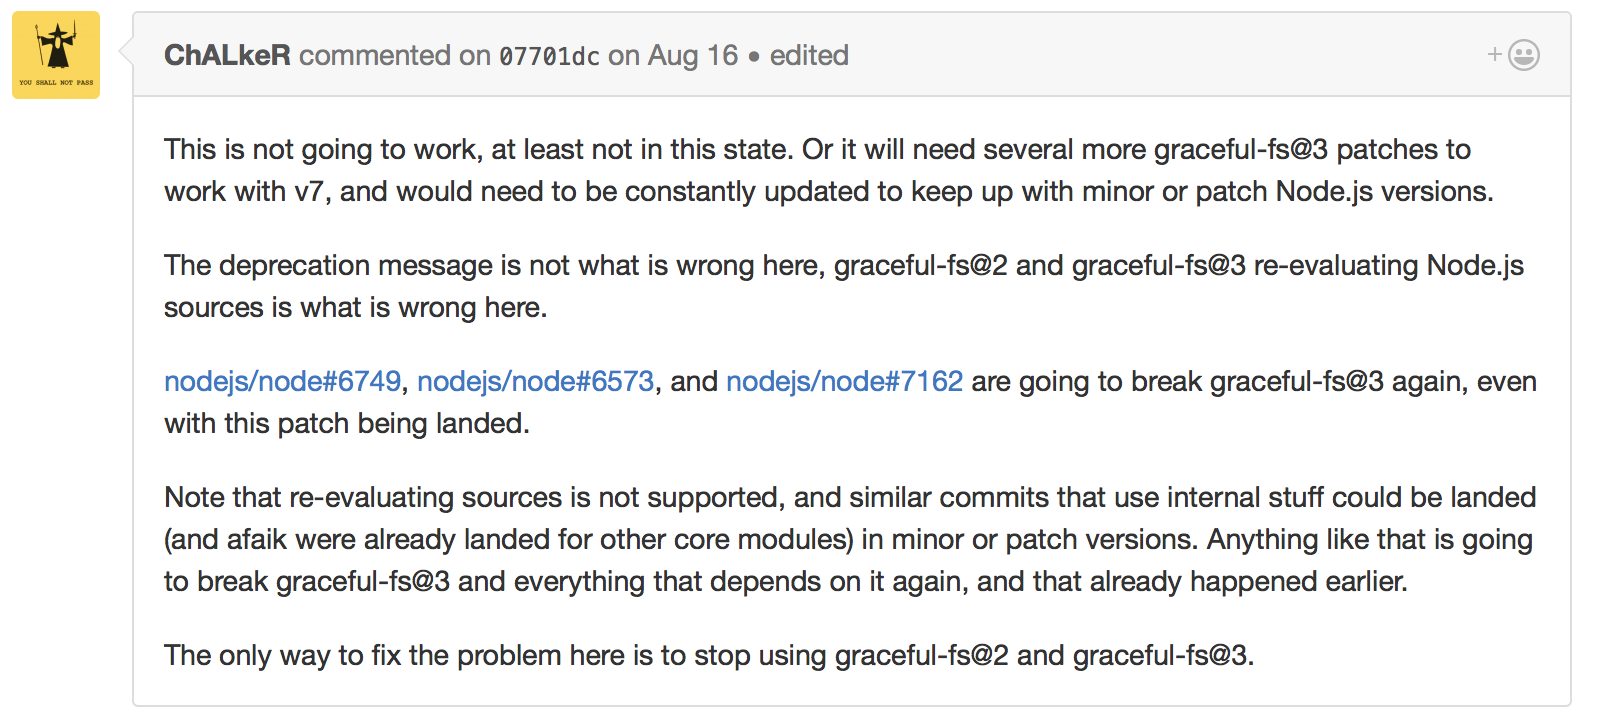 YOU SHALL NOT PASS
ChALkeR commented on 07701dc on Aug 16 • edited
+
This is not going to work, at least not in this state. Or it will need several more graceful-fs@3 patches to
work with v7, and would need to be constantly updated to keep up with minor or patch Node.js versions.
The deprecation message is not what is wrong here, graceful-fs@2 and graceful-fs@3 re-evaluating Node.js
sources is what is wrong here.
nodejs/node#6749, nodejs/node#6573, and nodejs/node#7162 are going to break graceful-fs@3 again, even
with this patch being landed.
Note that re-evaluating sources is not supported, and similar commits that use internal stuff could be landed
(and afaik were already landed for other core modules) in minor or patch versions. Anything like that is going
to break graceful-fs@3 and everything that depends on it again, and that already happened earlier.
The only way to fix the problem here is to stop using graceful-fs@2 and graceful-fs@3.